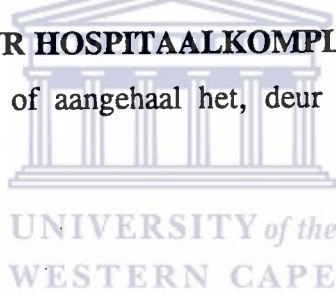 R HOSPITAALKOMPL
of aangehaal het, deur
UNIVERSITY of the
WESTERN CAPE